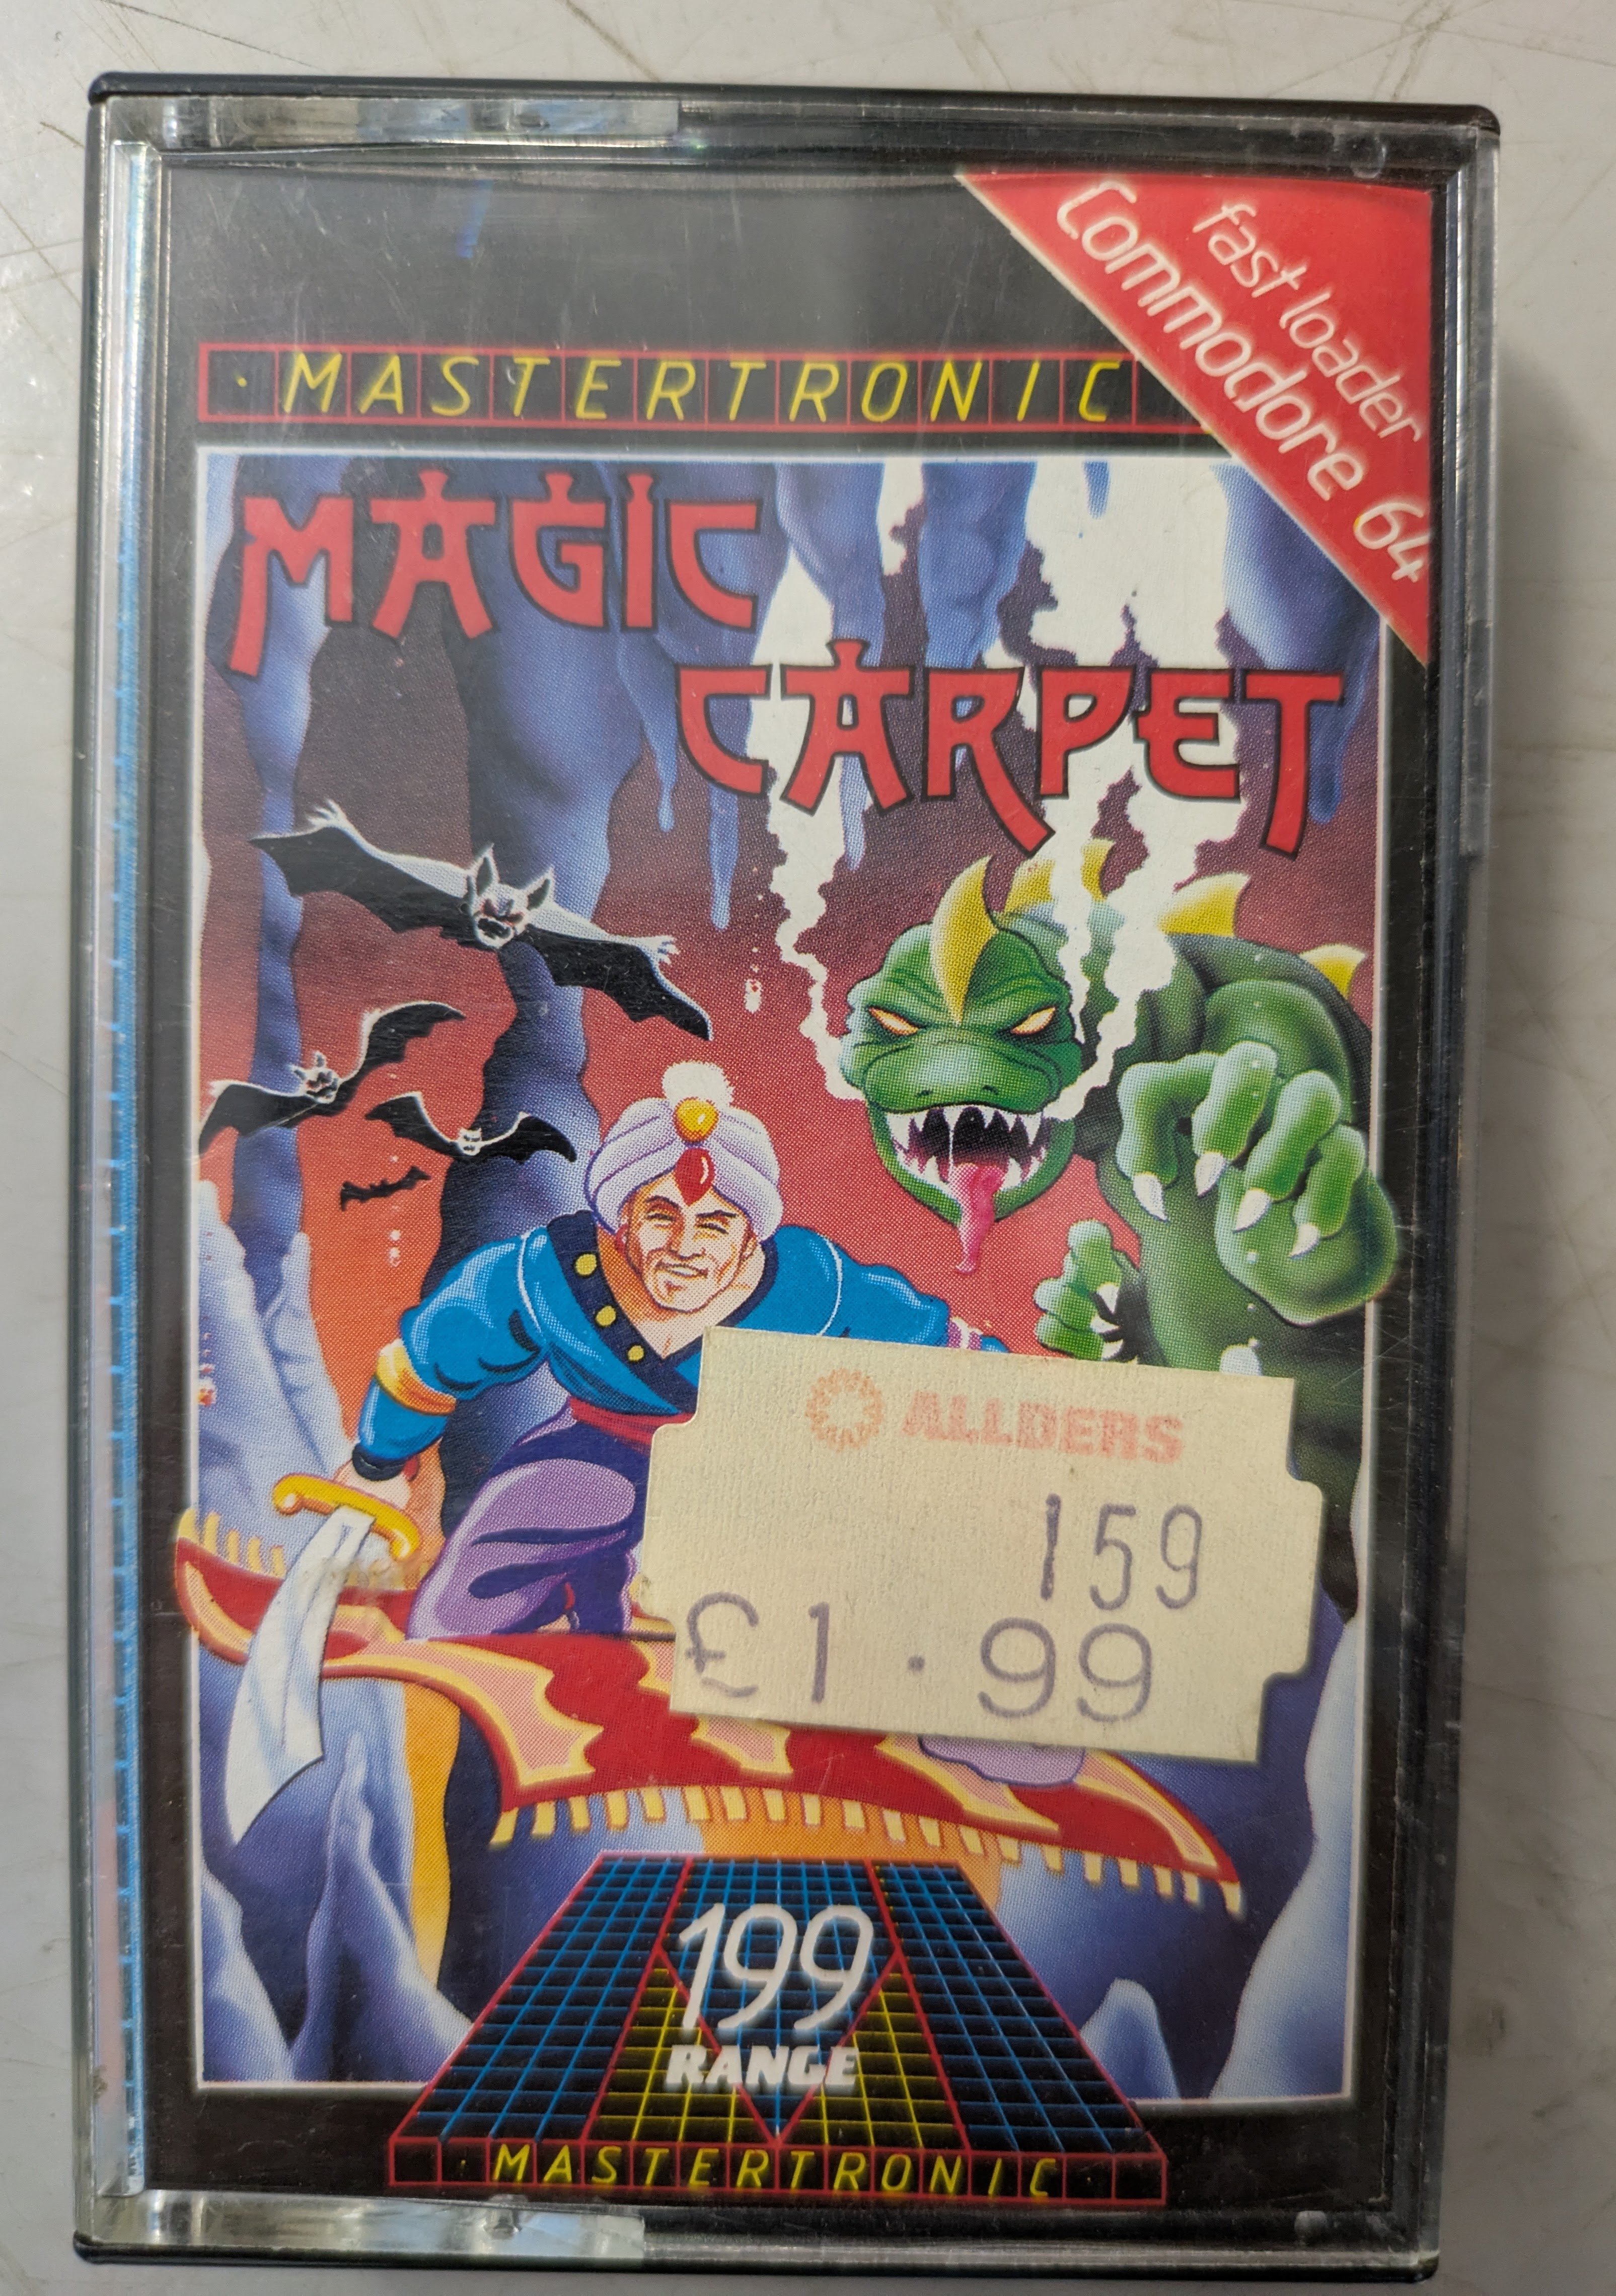 fast loader
Commodore 64
MASTERTRONIC
MAGIC
CARPET
ALLDERS
159
£1.99
199
RANGE
MASTERTRONIC